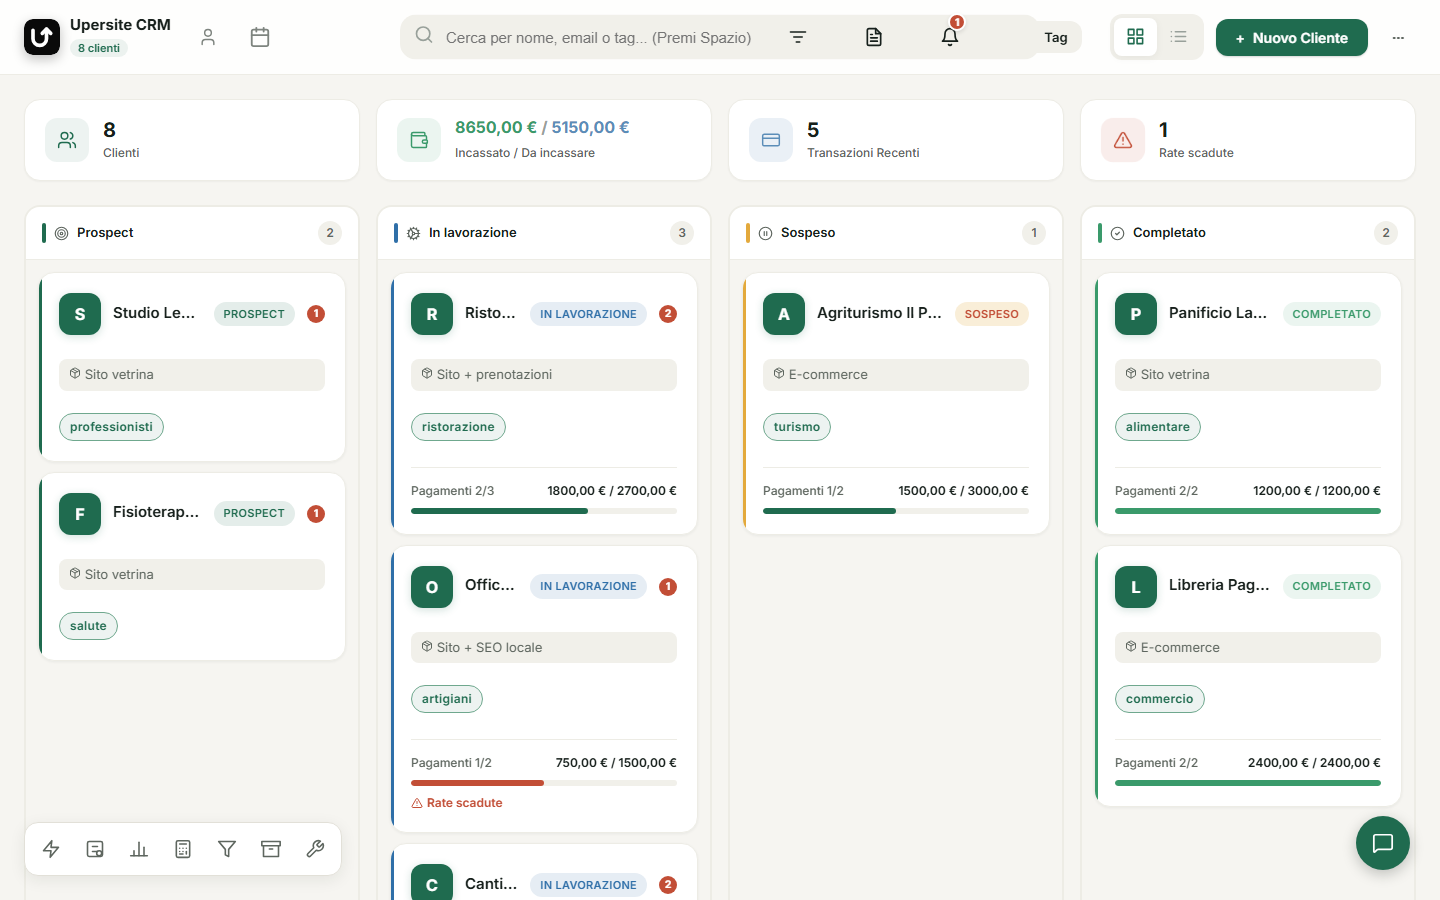 Upersite CRM
8 clienti
Cerca per nome, email o tag... (Premi Spazio)
1
Tag
+ Nuovo Cliente
8
Clienti
8650,00 € / 5150,00 €
Incassato / Da incassare
5
Transazioni Recenti
1
Rate scadute
Prospect
2
S
Studio Le...
PROSPECT
1
Sito vetrina
professionisti
F
Fisioterap...
PROSPECT
1
Sito vetrina
salute
In lavorazione
3
R
Risto...
IN LAVORAZIONE
2
Sito + prenotazioni
ristorazione
Pagamenti 2/3
1800,00 € / 2700,00 €
O
Offic...
IN LAVORAZIONE
1
Sito + SEO locale
artigiani
Pagamenti 1/2
750,00 € / 1500,00 €
Rate scadute
C
Canti...
IN LAVORAZIONE
2
Sospeso
1
A
Agriturismo Il P...
SOSPESO
E-commerce
turismo
Pagamenti 1/2
1500,00 € / 3000,00 €
Completato
2
P
Panificio La...
COMPLETATO
Sito vetrina
alimentare
Pagamenti 2/2
1200,00 € / 1200,00 €
L
Libreria Pag...
COMPLETATO
E-commerce
commercio
Pagamenti 2/2
2400,00 € / 2400,00 €